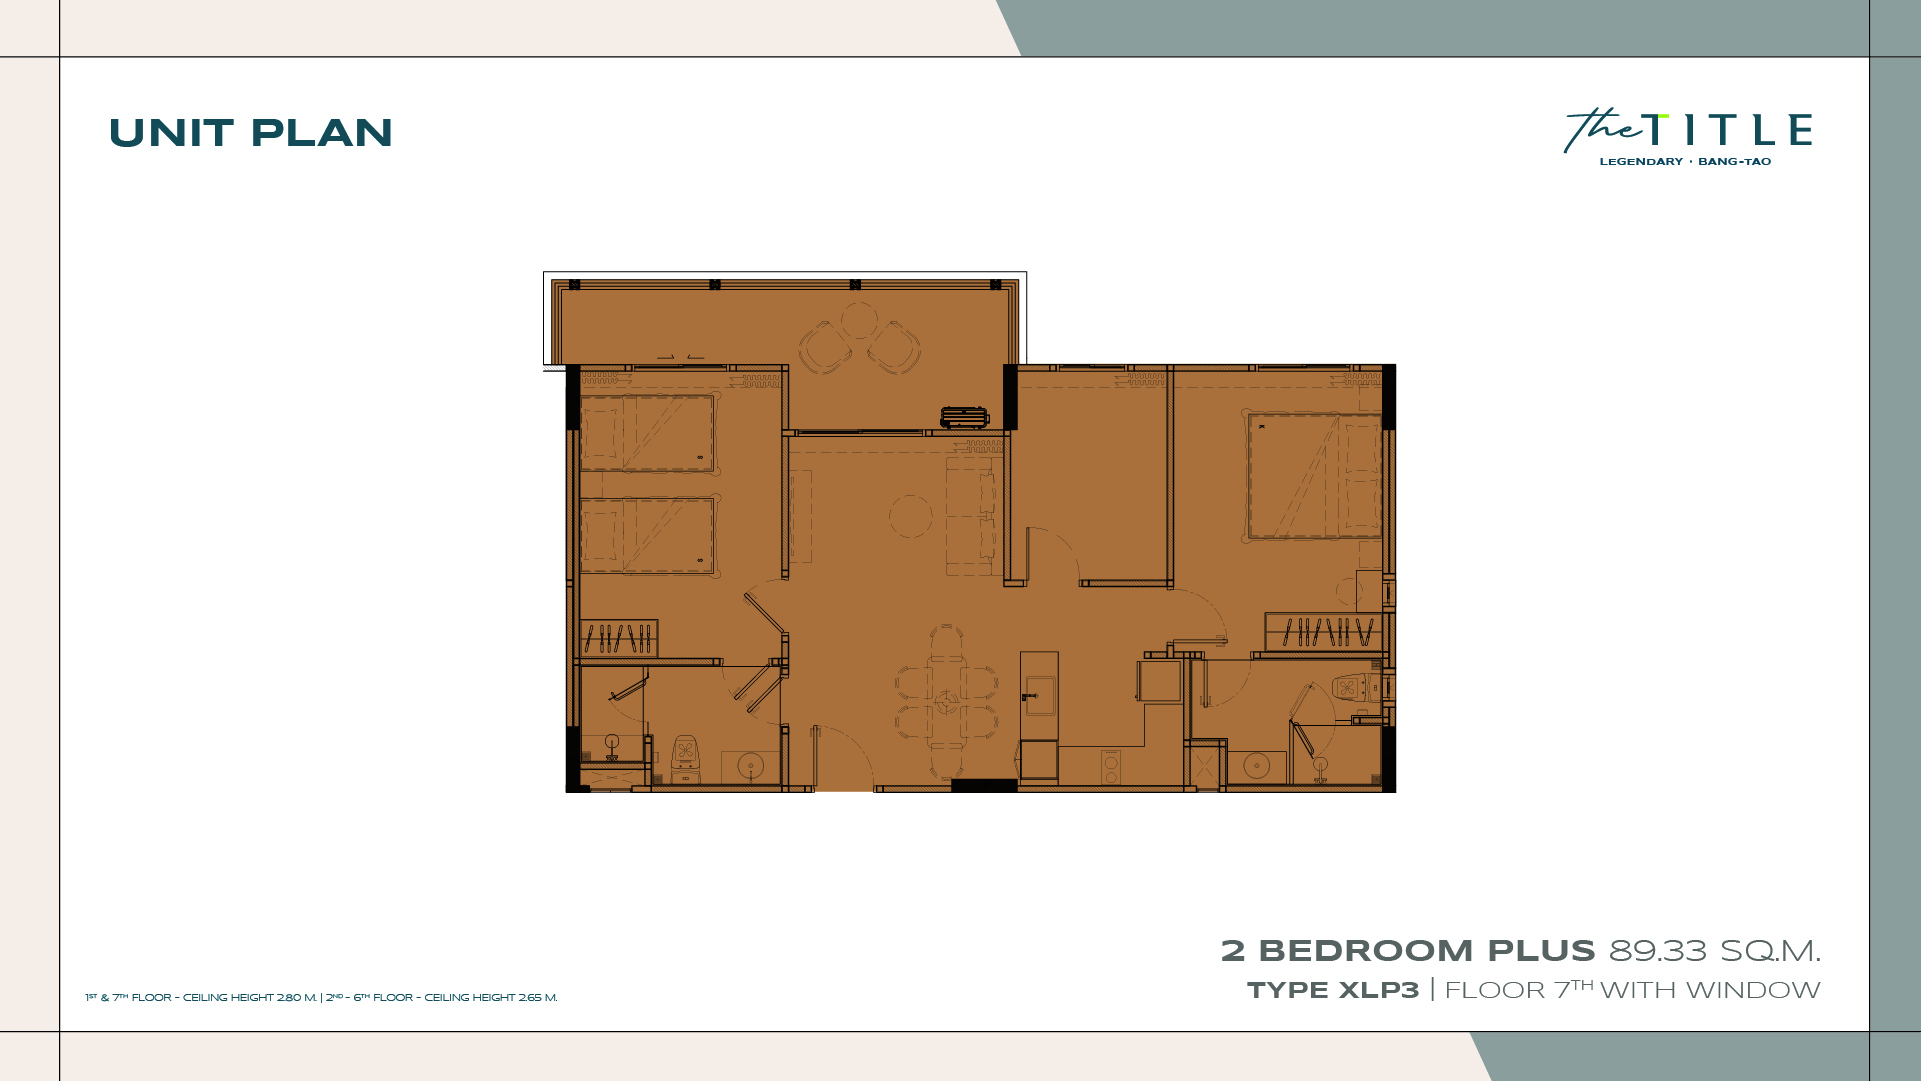 UNIT PLAN
the TITLE
LEGENDARY · BANG-TAO
2 BEDROOM PLUS 89.33 SQ.M.
TYPE XLP3 | FLOOR 7TH WITH WINDOW
1ST & 7TH FLOOR - CEILING HEIGHT 2.80 M. | 2ND - 6TH FLOOR - CEILING HEIGHT 2.65 M.